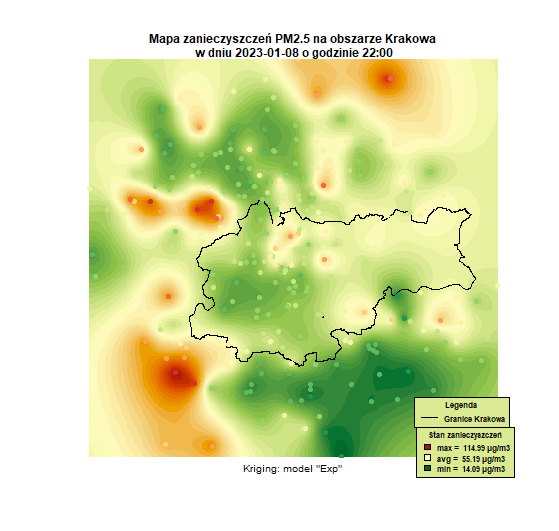 Mapa zanieczyszczeń PM2.5 na obszarze Krakowa
w dniu 2023-01-08 o godzinie 22:00
Legenda
Granice Krakowa
Stan zanieczyszczeń
max = 114.99 µg/m3
avg = 55.19 µg/m3
min = 14.09 µg/m3
Kriging: model "Exp"